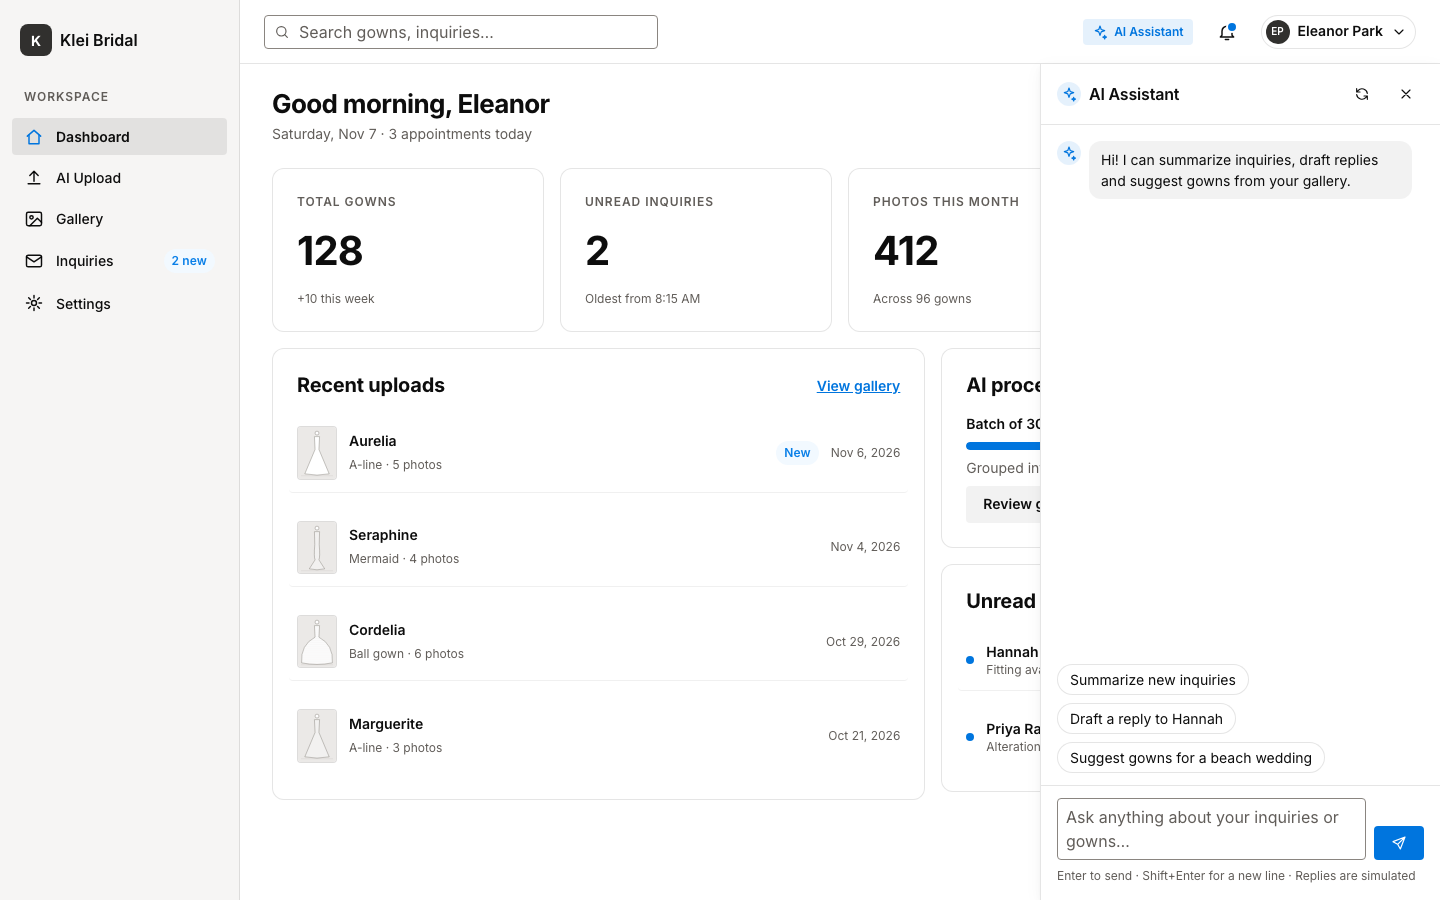 K Klei Bridal
WORKSPACE
Dashboard
AI Upload
Gallery
Inquiries 2 new
Settings
Search gowns, inquiries...
AI Assistant
EP Eleanor Park
Good morning, Eleanor
Saturday, Nov 7 · 3 appointments today
TOTAL GOWNS
128
+10 this week
UNREAD INQUIRIES
2
Oldest from 8:15 AM
PHOTOS THIS MONTH
412
Across 96 gowns
Recent uploads View gallery
Aurelia
A-line · 5 photos
New Nov 6, 2026
Seraphine
Mermaid · 4 photos
Nov 4, 2026
Cordelia
Ball gown · 6 photos
Oct 29, 2026
Marguerite
A-line · 3 photos
Oct 21, 2026
AI proce
Batch of 30
Grouped in
Review g
Unread
Hannah
Fitting ava
Priya Ra
Alteration
AI Assistant
Hi! I can summarize inquiries, draft replies
and suggest gowns from your gallery.
Summarize new inquiries
Draft a reply to Hannah
Suggest gowns for a beach wedding
Ask anything about your inquiries or
gowns...
Enter to send · Shift+Enter for a new line · Replies are simulated